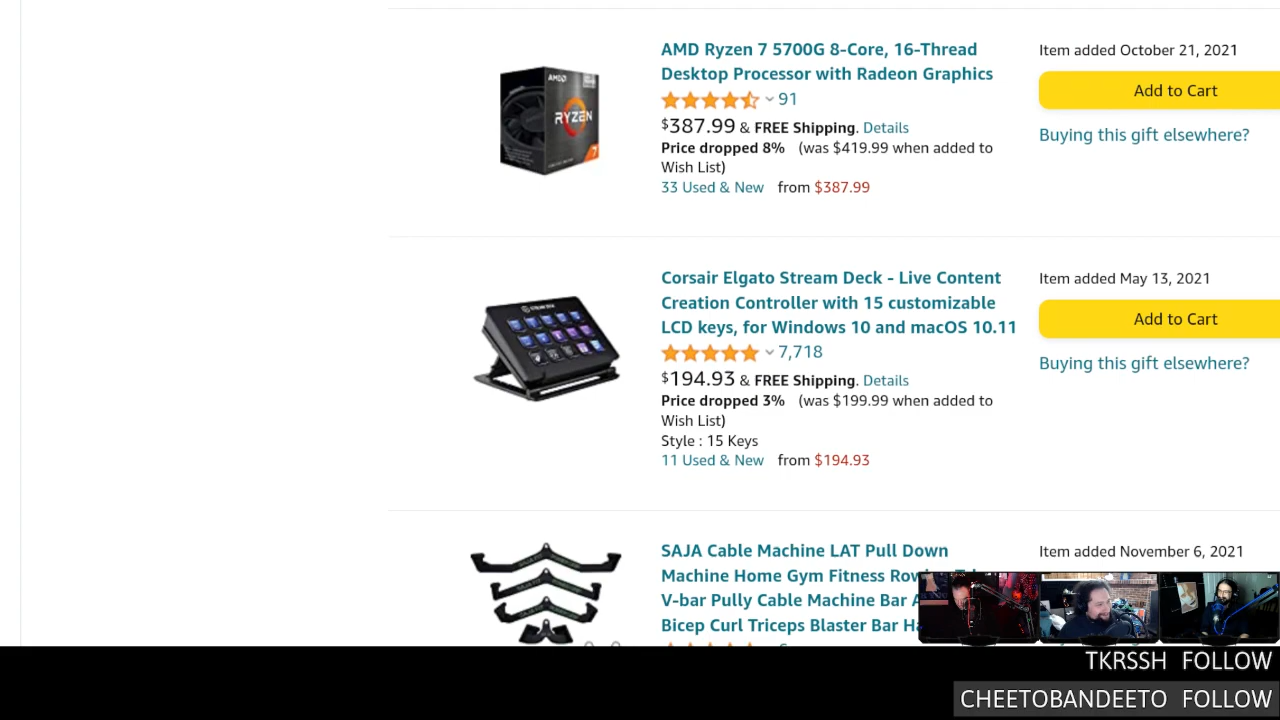 AMD Ryzen 7 5700G 8-Core, 16-Thread
Desktop Processor with Radeon Graphics
91
$387.99 & FREE Shipping. Details
Price dropped 8% (was $419.99 when added to
Wish List)
33 Used & New from $387.99
Item added October 21, 2021
Add to Cart
Buying this gift elsewhere?
AMD
RYZEN
7
Corsair Elgato Stream Deck - Live Content
Creation Controller with 15 customizable
LCD keys, for Windows 10 and macOS 10.11
7,718
$194.93 & FREE Shipping. Details
Price dropped 3% (was $199.99 when added to
Wish List)
Style : 15 Keys
11 Used & New from $194.93
Item added May 13, 2021
Add to Cart
Buying this gift elsewhere?
STREAM DECK
SAJA Cable Machine LAT Pull Down
Machine Home Gym Fitness
V-bar Pully Cable Machine Bar
Bicep Curl Triceps Blaster Bar
Item added November 6, 2021
TKRSSH FOLLOW
CHEETOBANDEETO FOLLOW